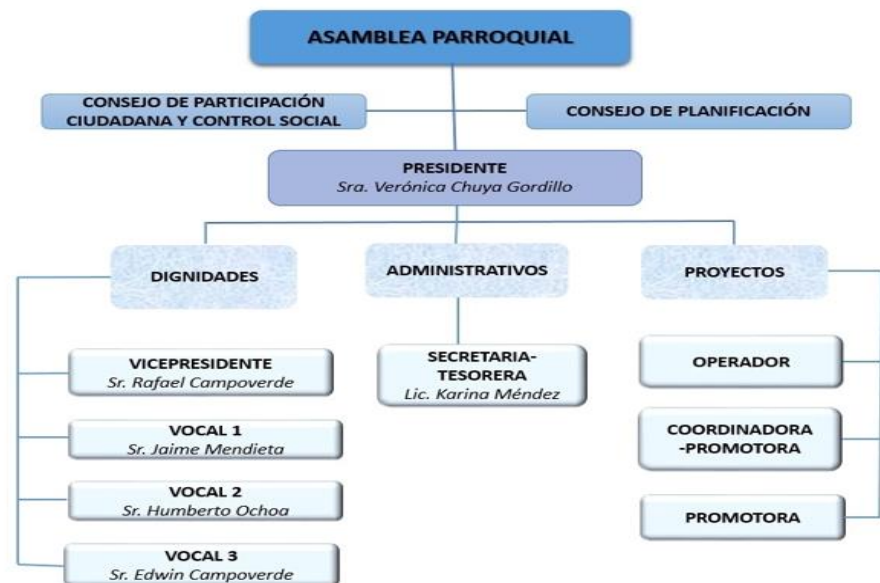 ASAMBLEA PARROQUIAL
CONSEJO DE PARTICIPACIÓN
CIUDADANA Y CONTROL SOCIAL
CONSEJO DE PLANIFICACIÓN
PRESIDENTE
Sra. Verónica Chuya Gordillo
DIGNIDADES
ADMINISTRATIVOS
PROYECTOS
VICEPRESIDENTE
Sr. Rafael Campoverde
VOCAL 1
Sr. Jaime Mendieta
VOCAL 2
Sr. Humberto Ochoa
VOCAL 3
Sr. Edwin Campoverde
SECRETARIA-
TESORERA
Lic. Karina Méndez
OPERADOR
COORDINADORA
-PROMOTORA
PROMOTORA